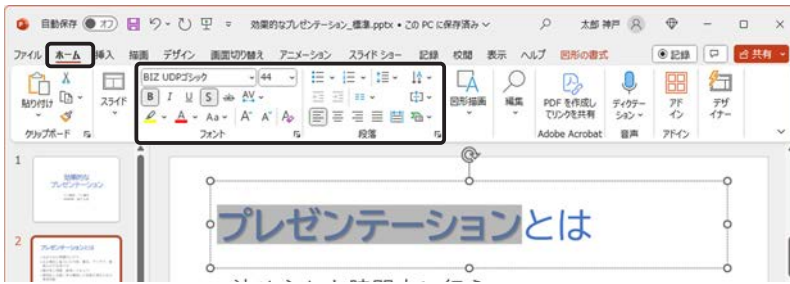 自動保存 オフ 効果的なプレゼンテーション_標準.pptx • この PC に保存済み 太郎 神戸
ファイル ホーム 挿入 描画 デザイン 画面切り替え アニメーション スライド ショー 記録 校閲 表示 ヘルプ 図形の書式 記録 共有
BIZ UDPゴシック 44
B I U S ab AV
A Aa A A A
貼り付け スライド 図形描画 編集 PDF を作成し てリンクを共有 ディクテーション アドイン デザイナー
クリップボード フォント 段落 Adobe Acrobat 音声 アドイン
1
効果的な
プレゼンテーション
2
プレゼンテーションとは
プレゼンテーションとは